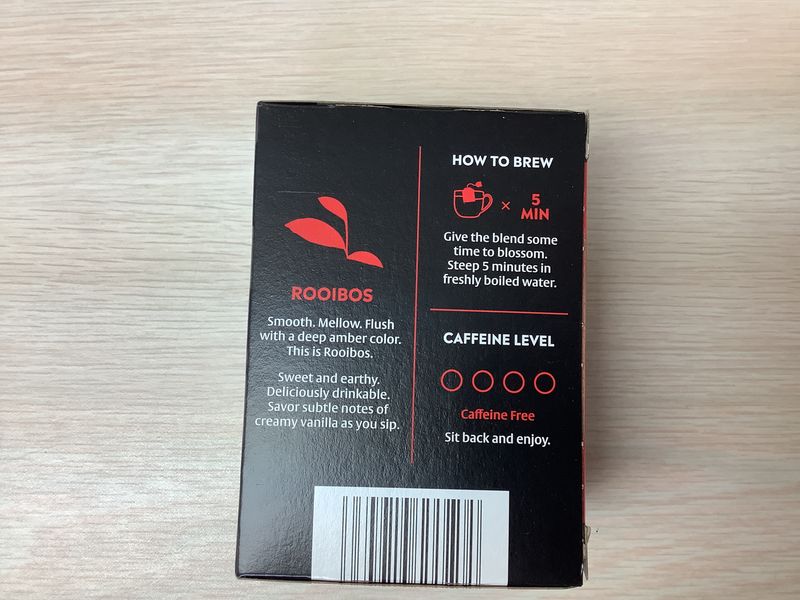 ROOIBOS
Smooth. Mellow. Flush
with a deep amber color.
This is Rooibos.
Sweet and earthy.
Deliciously drinkable.
Savor subtle notes of
creamy vanilla as you sip.
HOW TO BREW
× 5
MIN
Give the blend some
time to blossom.
Steep 5 minutes in
freshly boiled water.
CAFFEINE LEVEL
Caffeine Free
Sit back and enjoy.